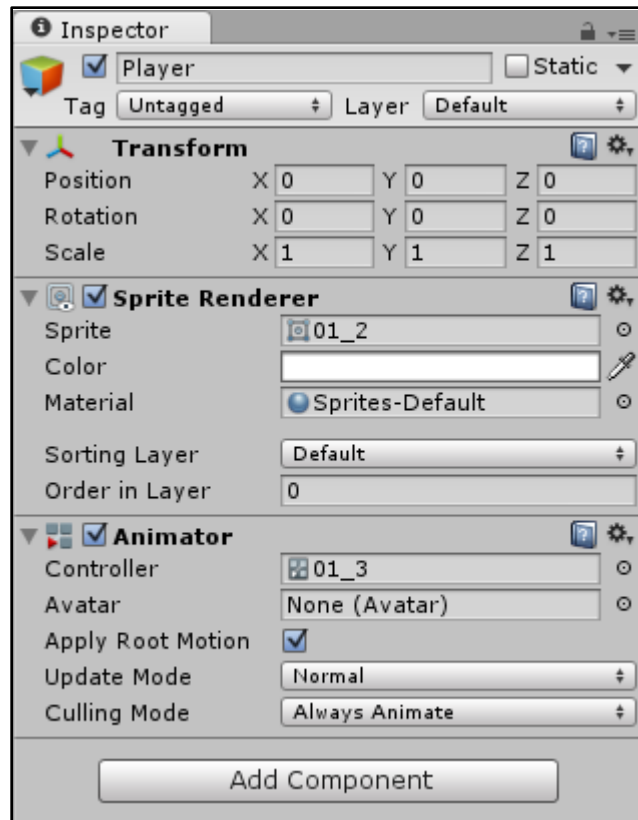 Inspector
Player Static
Tag Untagged Layer Default
Transform
Position X 0 Y 0 Z 0
Rotation X 0 Y 0 Z 0
Scale X 1 Y 1 Z 1
Sprite Renderer
Sprite 01_2
Color
Material Sprites-Default
Sorting Layer Default
Order in Layer 0
Animator
Controller 01_3
Avatar None (Avatar)
Apply Root Motion
Update Mode Normal
Culling Mode Always Animate
Add Component